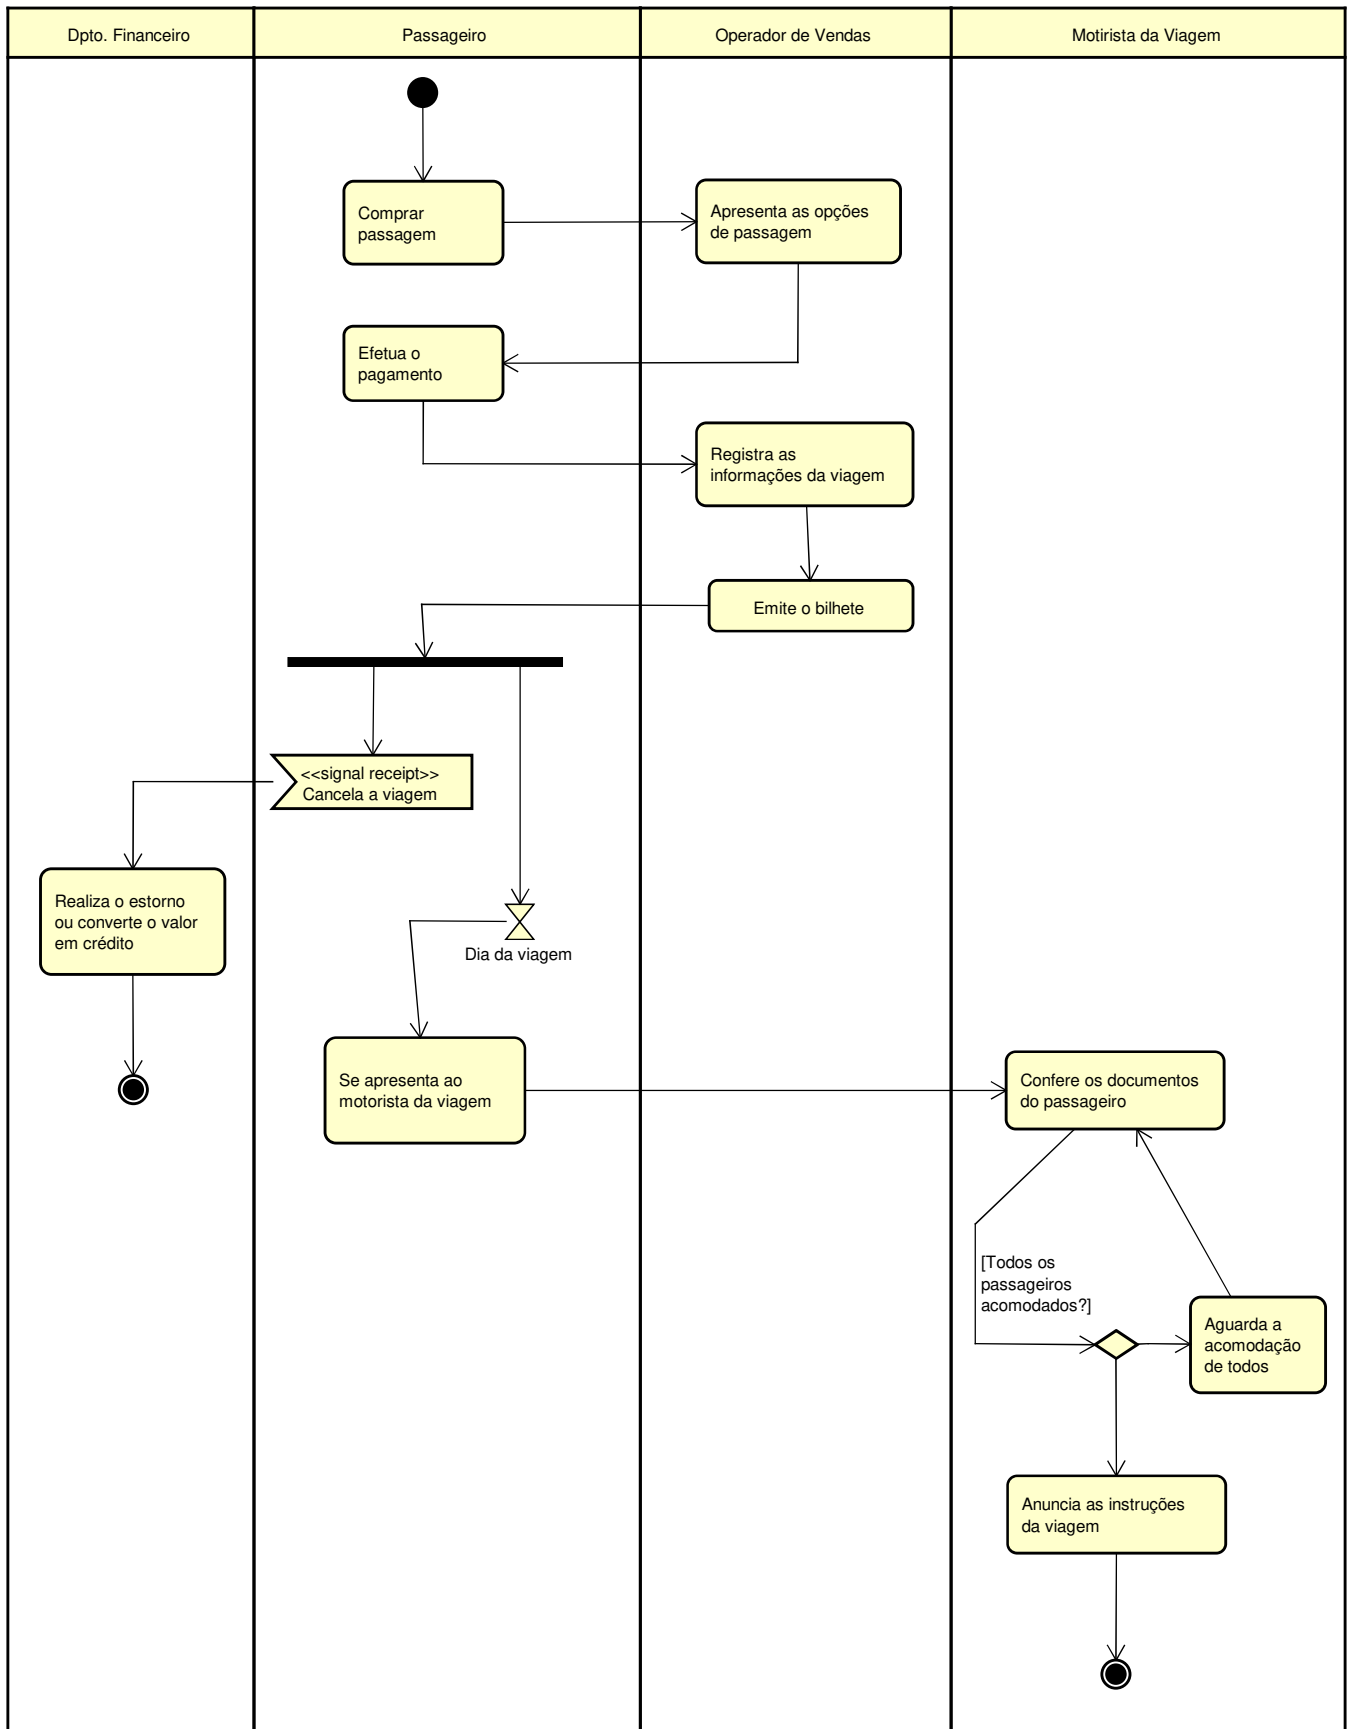 Dpto. Financeiro
Passageiro
Operador de Vendas
Motirista da Viagem
Comprar
passagem
Apresenta as opções
de passagem
Efetua o
pagamento
Registra as
informações da viagem
Emite o bilhete
<<signal receipt>>
Cancela a viagem
Realiza o estorno
ou converte o valor
em crédito
Dia da viagem
Se apresenta ao
motorista da viagem
Confere os documentos
do passageiro
[Todos os
passageiros
acomodados?]
Aguarda a
acomodação
de todos
Anuncia as instruções
da viagem